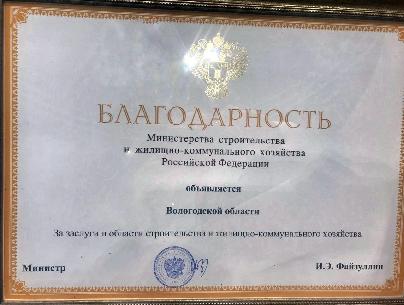 БЛАГОДАРНОСТЬ
Министерства строительства
и жилищно-коммунального хозяйства
Российской Федерации
объявляется
Вологодской области
За заслуги в области строительства и жилищно-коммунального хозяйства
Министр
И.Э. Файзуллин